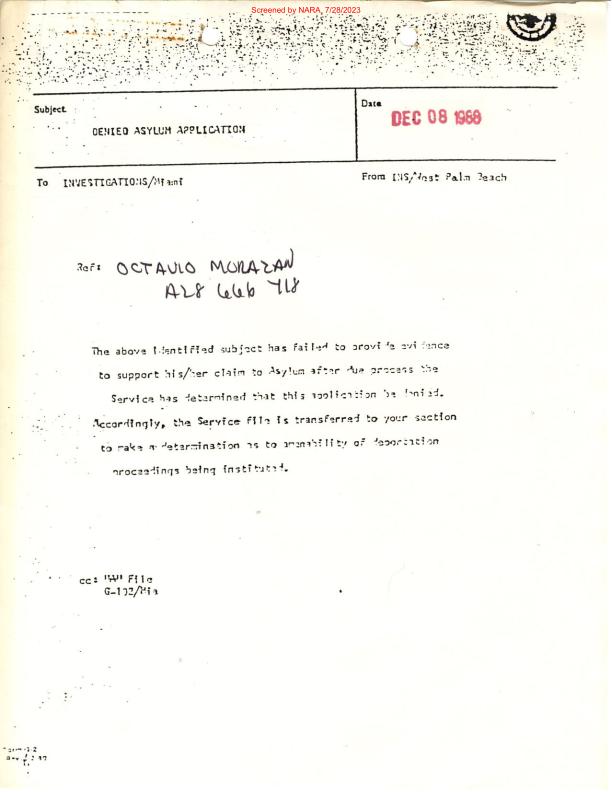 Screened by NARA, 7/28/2023
Subject
DENIED ASYLUM APPLICATION
Date
DEC 08 1988
To INVESTIGATIONS/Miami
From INS/West Palm Beach
Ref: OCTAVIO MORAZAN
A28 666 718
The above identified subject has failed to provide evidence
to support his/her claim to Asylum after due process the
Service has determined that this application be denied.
Accordingly, the Service file is transferred to your section
to make a determination as to amenability of deportation
proceedings being instituted.
cc: "A" File
G-102/Mia